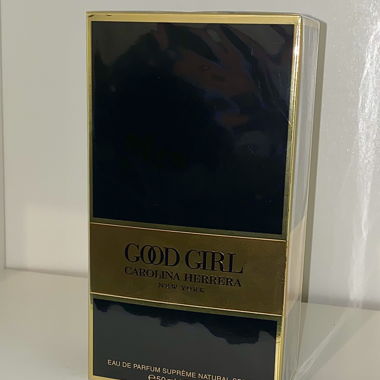 GOOD GIRL
CAROLINA HERRERA
NEW YORK
EAU DE PARFUM SUPRÊME NATURAL